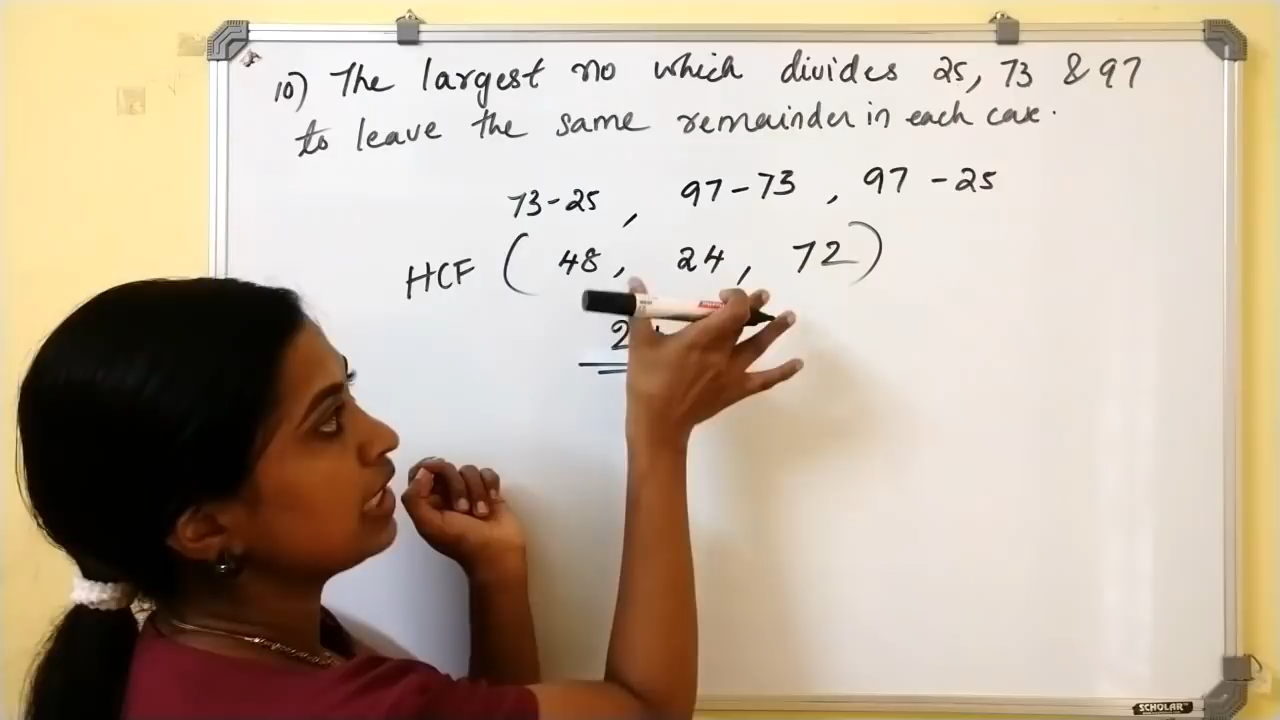 10) The largest no which divides 25, 73 & 97
to leave the same remainder in each case.
73-25 , 97-73 , 97-25
HCF ( 48, 24, 72 )
SCHOLAR